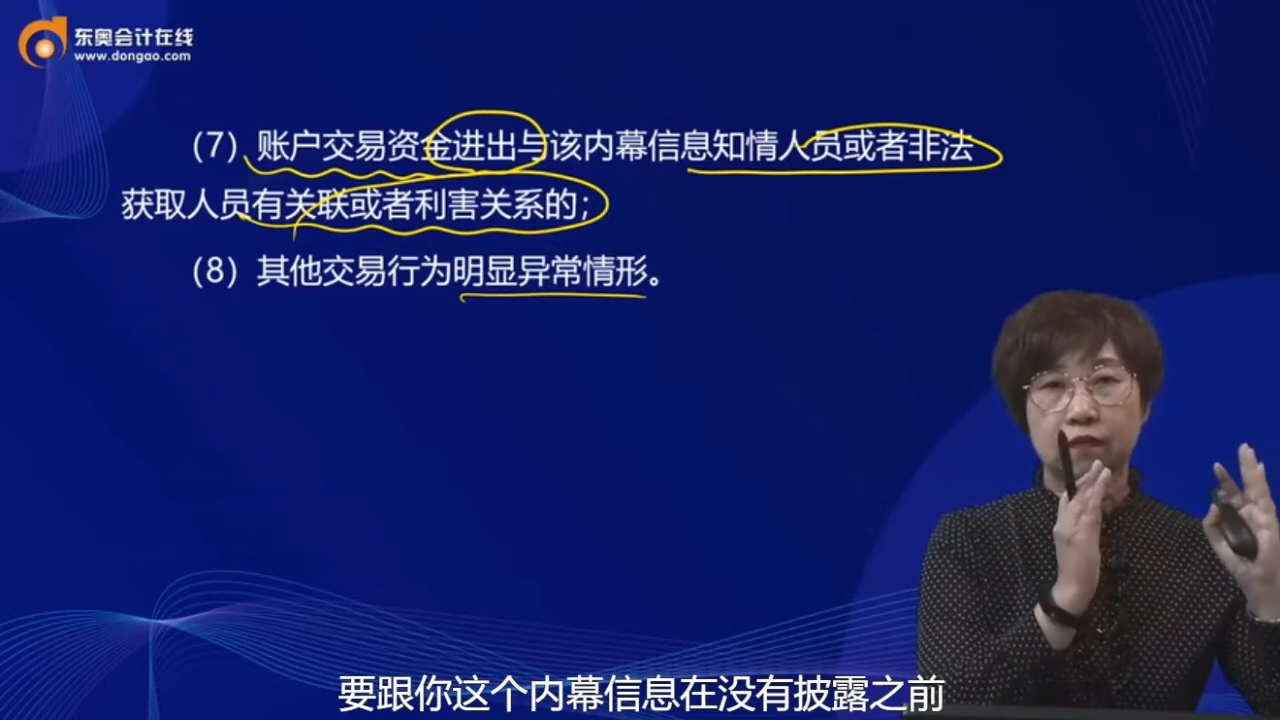 东奥会计在线
www.dongao.com
（7）账户交易资金进出与该内幕信息知情人员或者非法
获取人员有关联或者利害关系的；
（8）其他交易行为明显异常情形。
要跟你这个内幕信息在没有披露之前